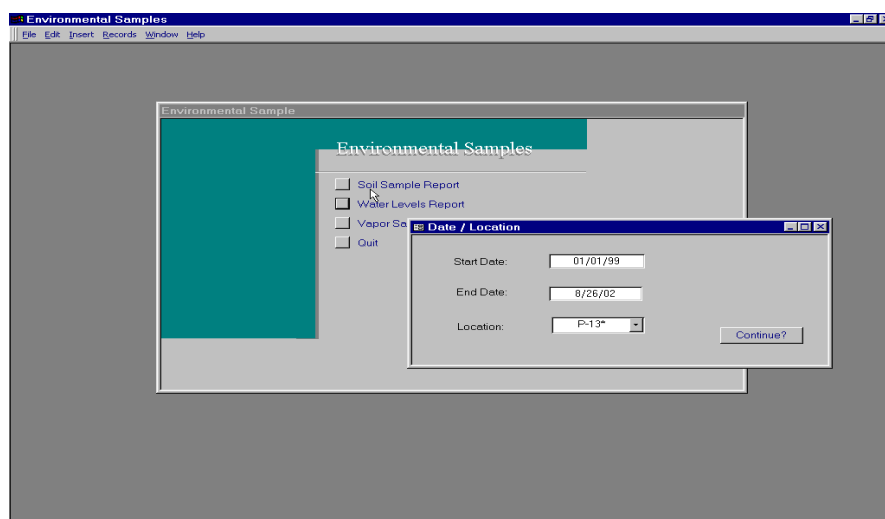 Environmental Samples
File Edit Insert Records Window Help
Environmental Sample
Environmental Samples
Soil Sample Report
Water Levels Report
Vapor Sa
Quit
Date / Location
Start Date: 01/01/99
End Date: 8/26/02
Location: P-13*
Continue?